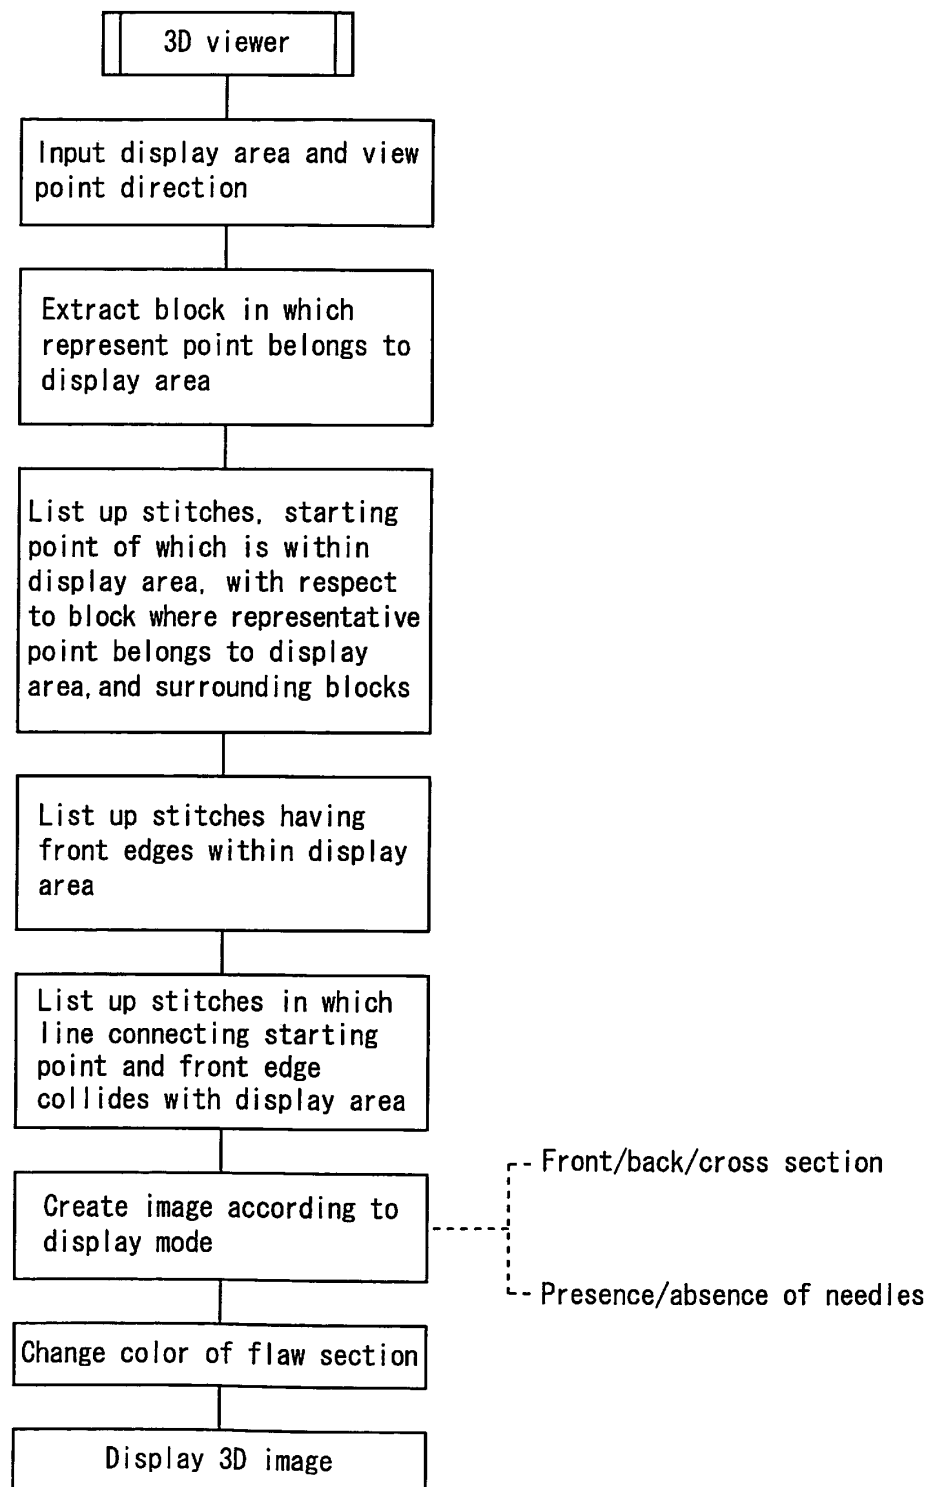 3D viewer
Input display area and view
point direction
Extract block in which
represent point belongs to
display area
List up stitches, starting
point of which is within
display area, with respect
to block where representative
point belongs to display
area,and surrounding blocks
List up stitches having
front edges within display
area
List up stitches in which
line connecting starting
point and front edge
collides with display area
Create image according to
display mode
Front/back/cross section
Presence/absence of needles
Change color of flaw section
Display 3D image